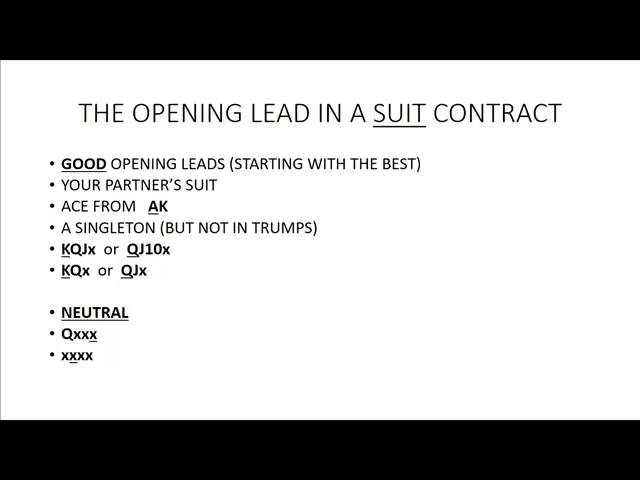 THE OPENING LEAD IN A SUIT CONTRACT
• GOOD OPENING LEADS (STARTING WITH THE BEST)
• YOUR PARTNER'S SUIT
• ACE FROM AK
• A SINGLETON (BUT NOT IN TRUMPS)
• KQJx or QJ10x
• KQx or QJx
• NEUTRAL
• Qxxx
• xxxx